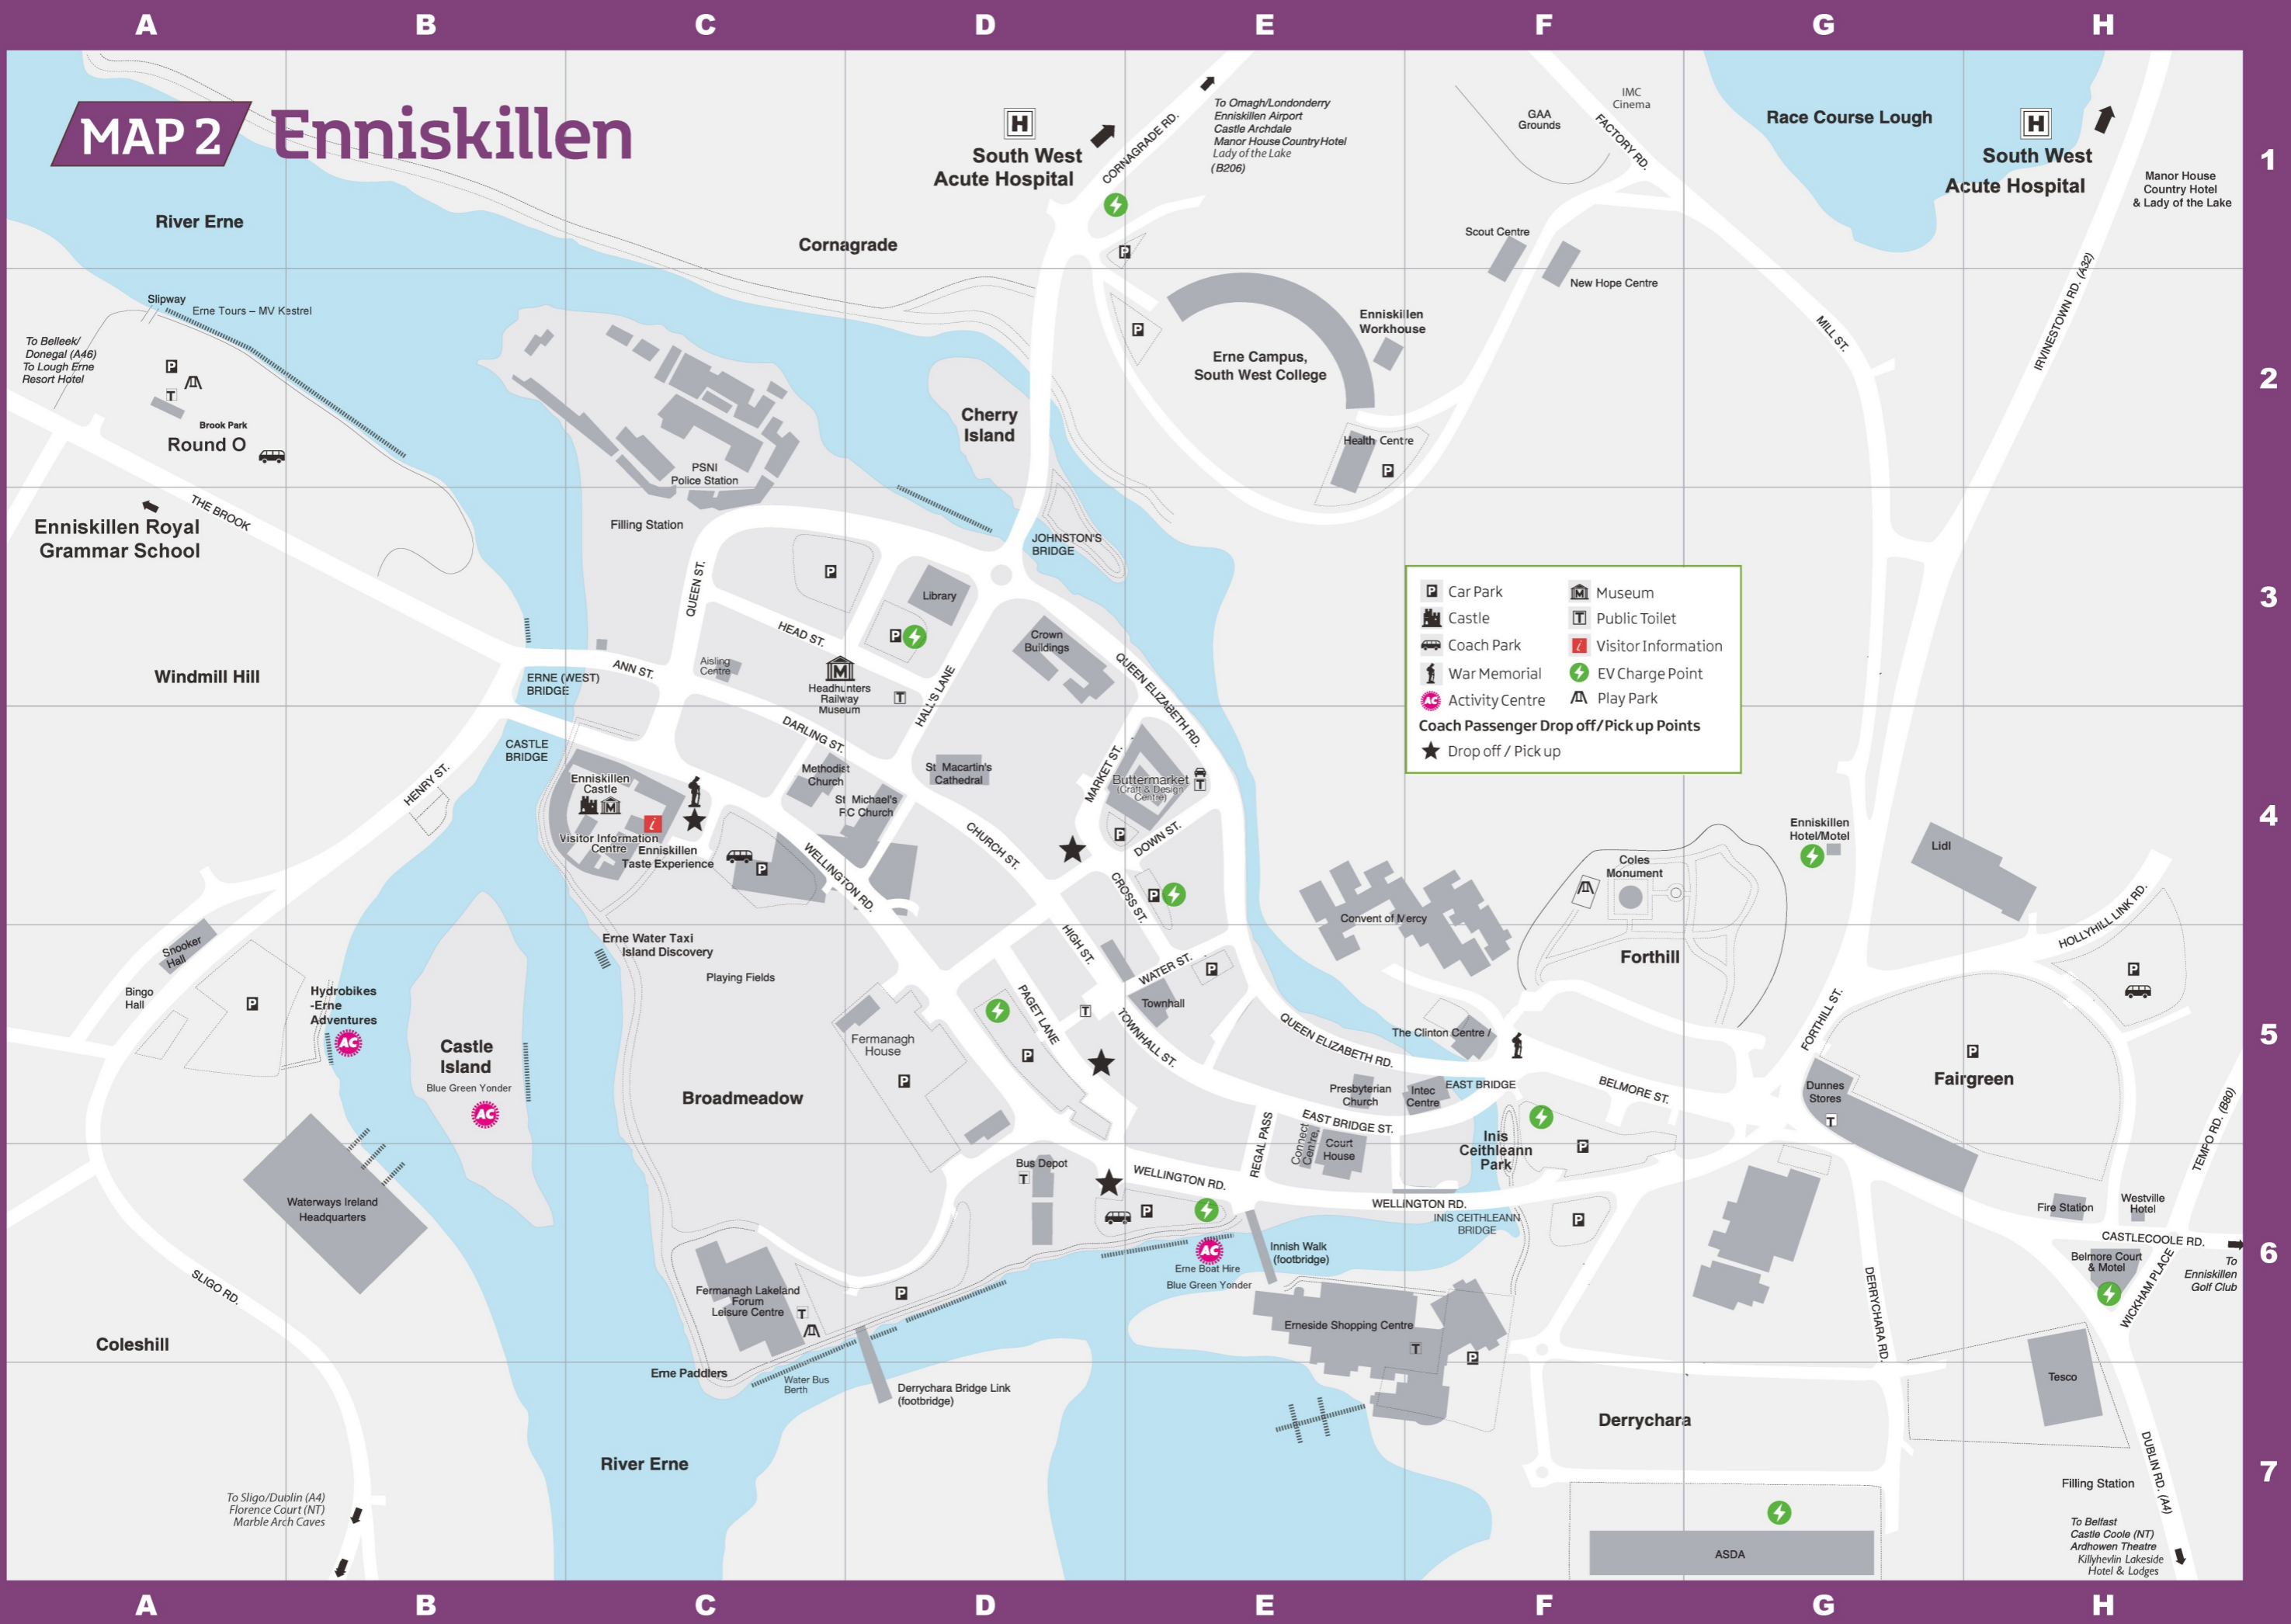 A B C D E F G H
MAP 2 Enniskillen
H
South West
Acute Hospital
CORNAGRADE RD.
To Omagh/Londonderry
Enniskillen Airport
Castle Archdale
Manor House Country Hotel
Lady of the Lake
(B206)
GAA
Grounds
IMC
Cinema
FACTORY RD.
Race Course Lough
H
South West
Acute Hospital
Manor House
Country Hotel
& Lady of the Lake
1
River Erne
Cornagrade
P
Scout Centre
New Hope Centre
IRVINESTOWN RD. (A32)
Slipway
Erne Tours – MV Kestrel
To Belleek/
Donegal (A46)
To Lough Erne
Resort Hotel
P
T
Brook Park
Round O
PSNI
Police Station
Cherry
Island
P
Erne Campus,
South West College
Enniskillen
Workhouse
Health Centre
P
MILL ST.
2
THE BROOK
Enniskillen Royal
Grammar School
Filling Station
JOHNSTON'S
BRIDGE
QUEEN ST.
P
Library
P
HEAD ST.
Crown
Buildings
Aisling
Centre
M
Headhunters
Railway
Museum
T
HALL'S LANE
QUEEN ELIZABETH RD.
Windmill Hill
ERNE (WEST)
BRIDGE
ANN ST.
P Car Park
Castle
Coach Park
War Memorial
AC Activity Centre
M Museum
T Public Toilet
i Visitor Information
EV Charge Point
Play Park
Coach Passenger Drop off/Pick up Points
Drop off / Pick up
3
CASTLE
BRIDGE
HENRY ST.
DARLING ST.
Enniskillen
Castle
M
i
Visitor Information
Centre
Enniskillen
Taste Experience
Methodist
Church
St Michael's
RC Church
St Macartin's
Cathedral
MARKET ST.
Buttermarket
(Craft & Design
Centre)
T
P
DOWN ST.
CHURCH ST.
WELLINGTON RD.
P
CROSS ST.
P
Convent of Mercy
Coles
Monument
Enniskillen
Hotel/Motel
Lidl
HOLLYHILL LINK RD.
4
Snooker
Hall
Bingo
Hall
P
Hydrobikes
-Erne
Adventures
AC
Castle
Island
Blue Green Yonder
AC
Erne Water Taxi
Island Discovery
Playing Fields
Broadmeadow
Fermanagh
House
P
P
PAGET LANE
HIGH ST.
T
WATER ST.
P
Townhall
TOWNHALL ST.
QUEEN ELIZABETH RD.
The Clinton Centre /
Presbyterian
Church
Intec
Centre
EAST BRIDGE
EAST BRIDGE ST.
BELMORE ST.
Forthill
FORTHILL ST.
Dunnes
Stores
T
P
Fairgreen
P
TEMPO RD. (B80)
5
Waterways Ireland
Headquarters
SLIGO RD.
Coleshill
Bus Depot
T
WELLINGTON RD.
P
REGAL PASS
Connect
Centre
Court
House
Inis
Ceithleann
Park
P
WELLINGTON RD.
INIS CEITHLEANN
BRIDGE
P
AC
Erne Boat Hire
Blue Green Yonder
Innish Walk
(footbridge)
Fermanagh Lakeland
Forum
Leisure Centre
T
P
Erneside Shopping Centre
T
P
DERRYCHARA RD.
Fire Station
Westville
Hotel
CASTLECOOLE RD.
Belmore Court
& Motel
WICKHAM PLACE
To
Enniskillen
Golf Club
6
Erne Paddlers
Water Bus
Berth
Derrychara Bridge Link
(footbridge)
River Erne
Derrychara
Tesco
DUBLIN RD. (A4)
Filling Station
To Sligo/Dublin (A4)
Florence Court (NT)
Marble Arch Caves
ASDA
To Belfast
Castle Coole (NT)
Ardhowen Theatre
Killyhevlin Lakeside
Hotel & Lodges
7
A B C D E F G H